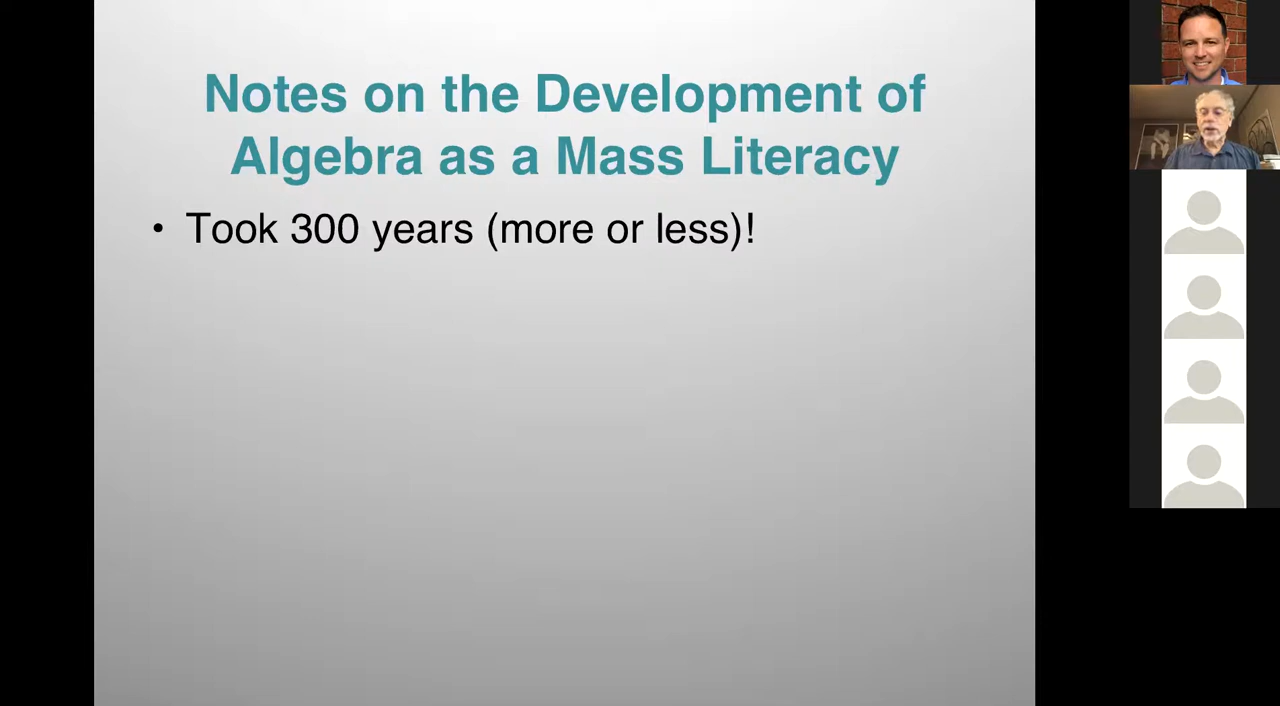 Notes on the Development of
Algebra as a Mass Literacy
• Took 300 years (more or less)!